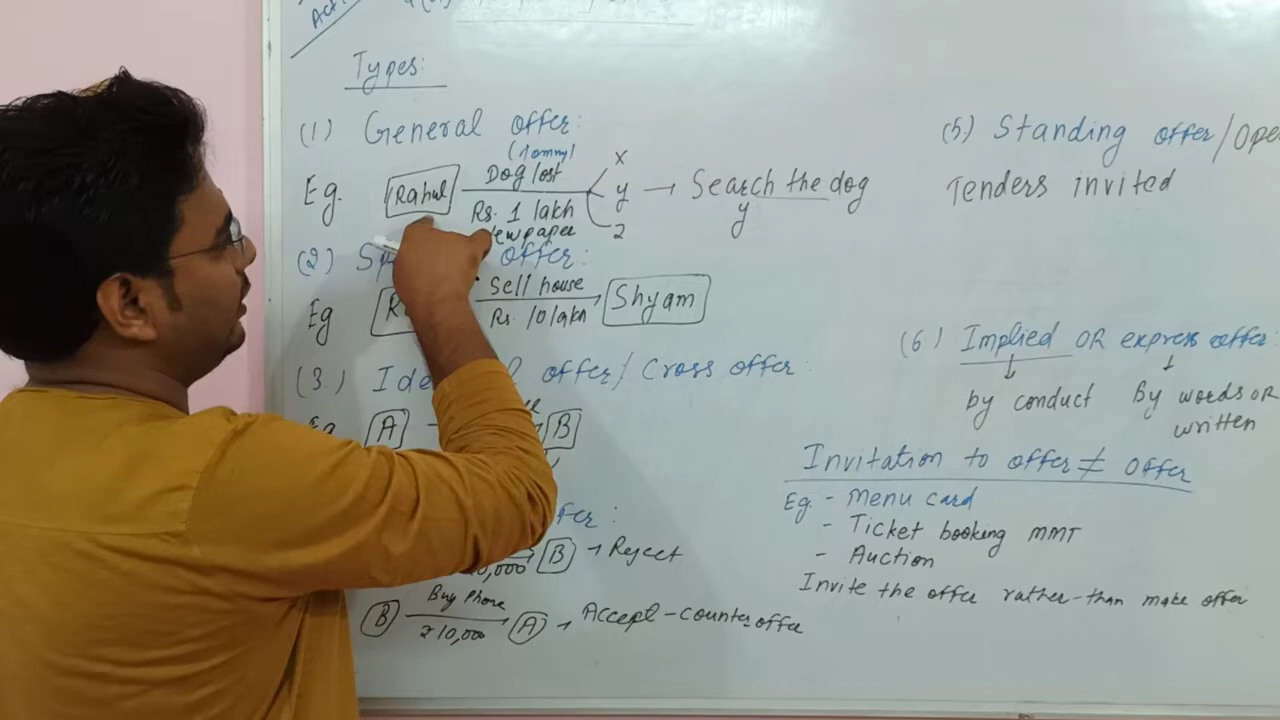 Types:
(1) General offer:
(Tommy)
Eg. Rahul Dog lost x
Rs. 1 lakh y → Search the dog
Newpaper z y
(2) offer:
Eg Sell house Shyam
Rs. 10 lakh
(3.) offer / Cross offer:
Eg A → B
offer:
B → Reject
Buy Phone
B ₹10,000 A → Accept - counter offer
(5.) Standing offer / Ope
Tenders invited
(6) Implied OR express offer:
by conduct By words OR
written
Invitation to offer ≠ Offer
Eg. - Menu card
- Ticket booking MMT
- Auction
Invite the offer rather-than make offer